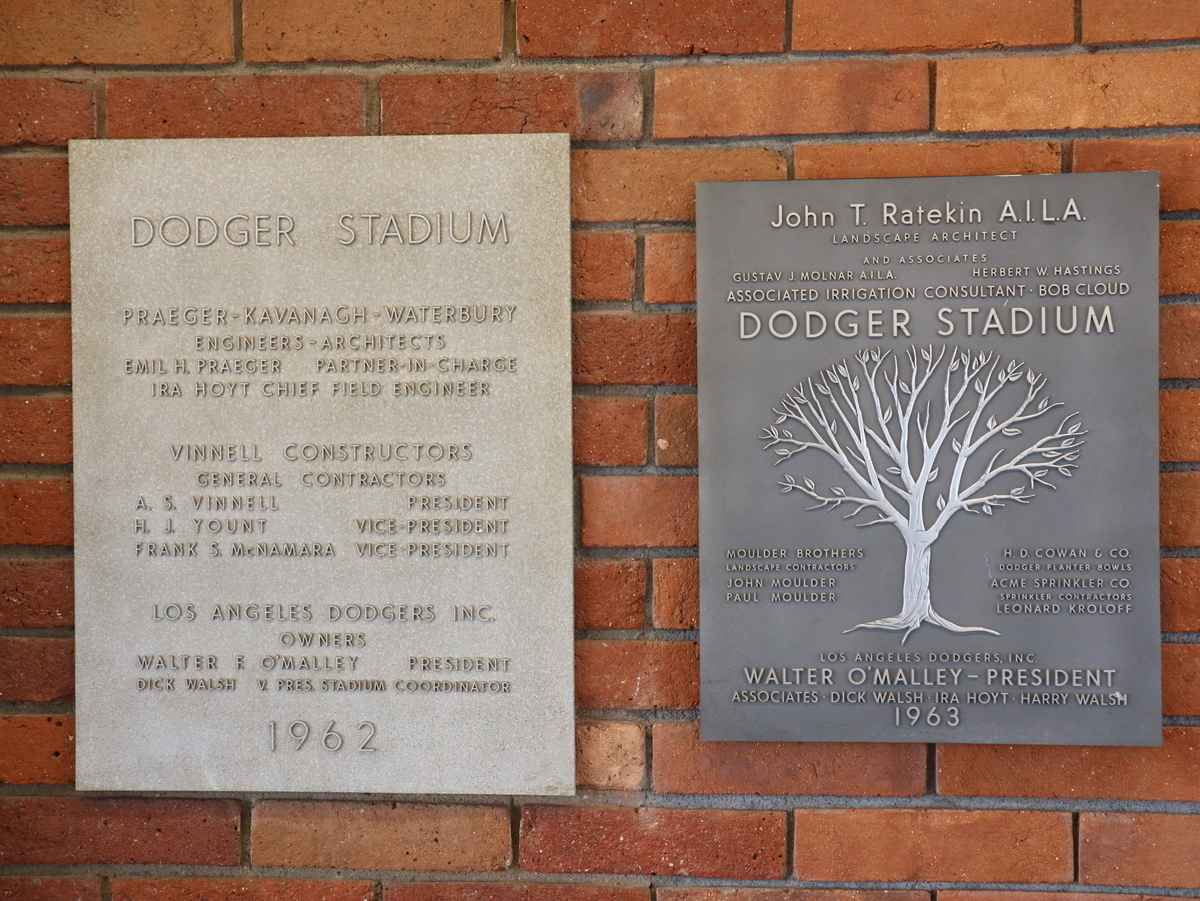 DODGER STADIUM
PRAEGER-KAVANAGH-WATERBURY
ENGINEERS-ARCHITECTS
EMIL H. PRAEGER PARTNER-IN-CHARGE
IRA HOYT CHIEF FIELD ENGINEER
VINNELL CONSTRUCTORS
GENERAL CONTRACTORS
A. S. VINNELL PRESIDENT
H. J. YOUNT VICE-PRESIDENT
FRANK S. McNAMARA VICE-PRESIDENT
LOS ANGELES DODGERS INC.
OWNERS
WALTER F. O'MALLEY PRESIDENT
DICK WALSH V. PRES. STADIUM COORDINATOR
1962
John T. Ratekin A.I.L.A.
LANDSCAPE ARCHITECT
AND ASSOCIATES
GUSTAV J. MOLNAR A.I.L.A. HERBERT W. HASTINGS
ASSOCIATED IRRIGATION CONSULTANT · BOB CLOUD
DODGER STADIUM
MOULDER BROTHERS
LANDSCAPE CONTRACTORS
JOHN MOULDER
PAUL MOULDER
H. D. COWAN & CO.
DODGER PLANTER BOWLS
ACME SPRINKLER CO.
SPRINKLER CONTRACTORS
LEONARD KROLOFF
LOS ANGELES DODGERS, INC.
WALTER O'MALLEY - PRESIDENT
ASSOCIATES · DICK WALSH · IRA HOYT · HARRY WALSH
1963